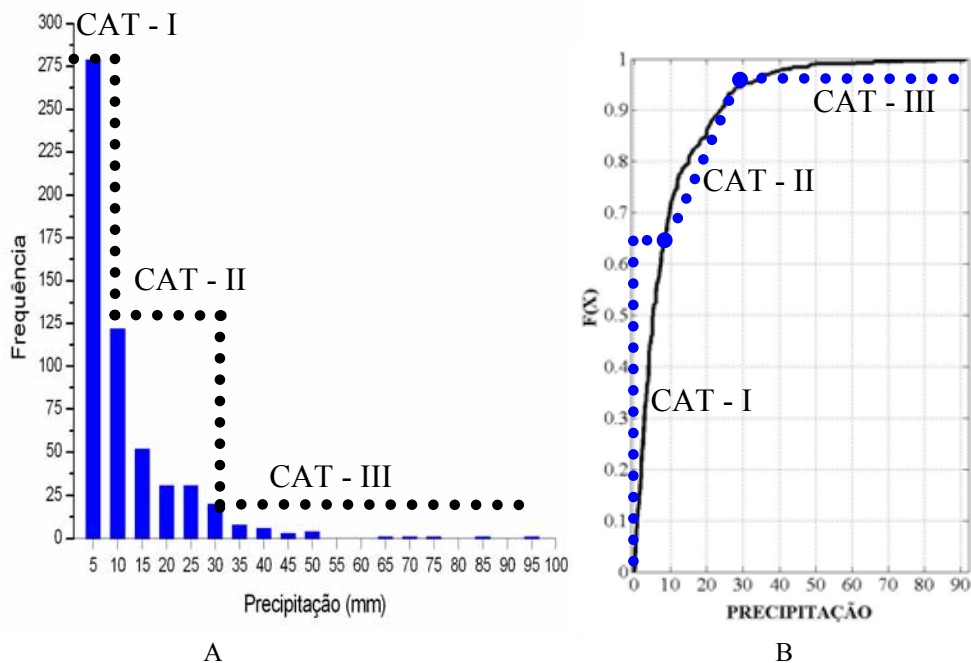 CAT - I
CAT - II
CAT - III
Frequência
300
275
250
225
200
175
150
125
100
75
50
25
0
5 10 15 20 25 30 35 40 45 50 55 60 65 70 75 80 85 90 95 100
Precipitação (mm)
A
1
0.9
0.8
0.7
0.6
0.5
0.4
0.3
0.2
0.1
0
F(X)
CAT - III
CAT - II
CAT - I
0 10 20 30 40 50 60 70 80 90
PRECIPITAÇÃO
B